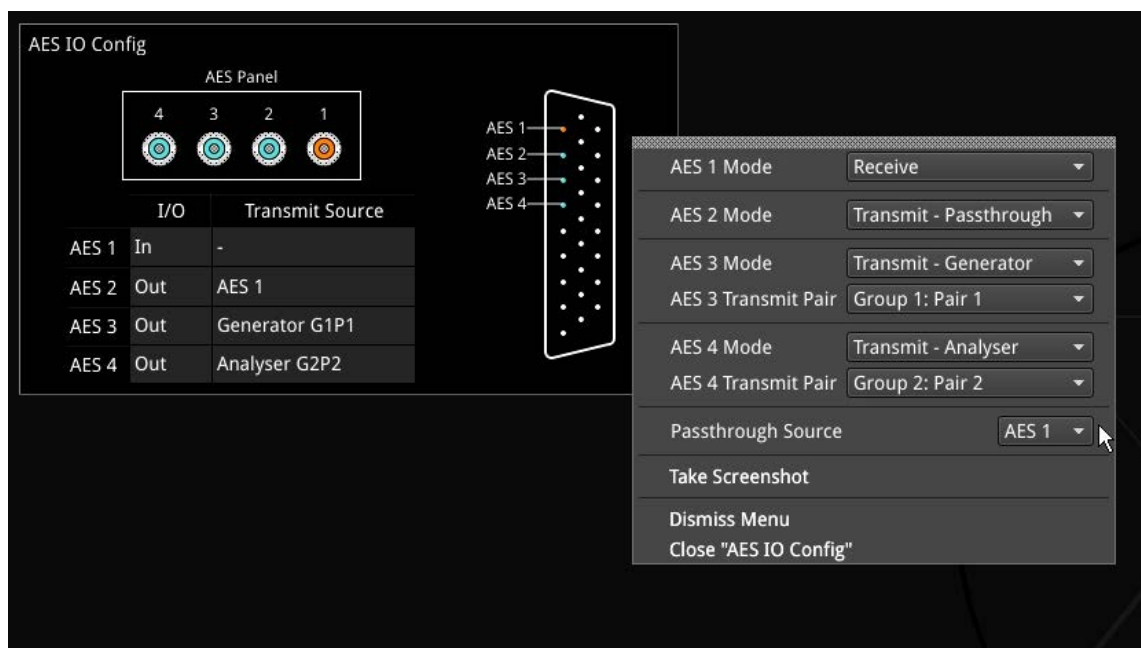 AES IO Config
AES Panel
4 3 2 1
I/O Transmit Source
AES 1 In -
AES 2 Out AES 1
AES 3 Out Generator G1P1
AES 4 Out Analyser G2P2
AES 1
AES 2
AES 3
AES 4
AES 1 Mode Receive
AES 2 Mode Transmit - Passthrough
AES 3 Mode Transmit - Generator
AES 3 Transmit Pair Group 1: Pair 1
AES 4 Mode Transmit - Analyser
AES 4 Transmit Pair Group 2: Pair 2
Passthrough Source AES 1
Take Screenshot
Dismiss Menu
Close "AES IO Config"